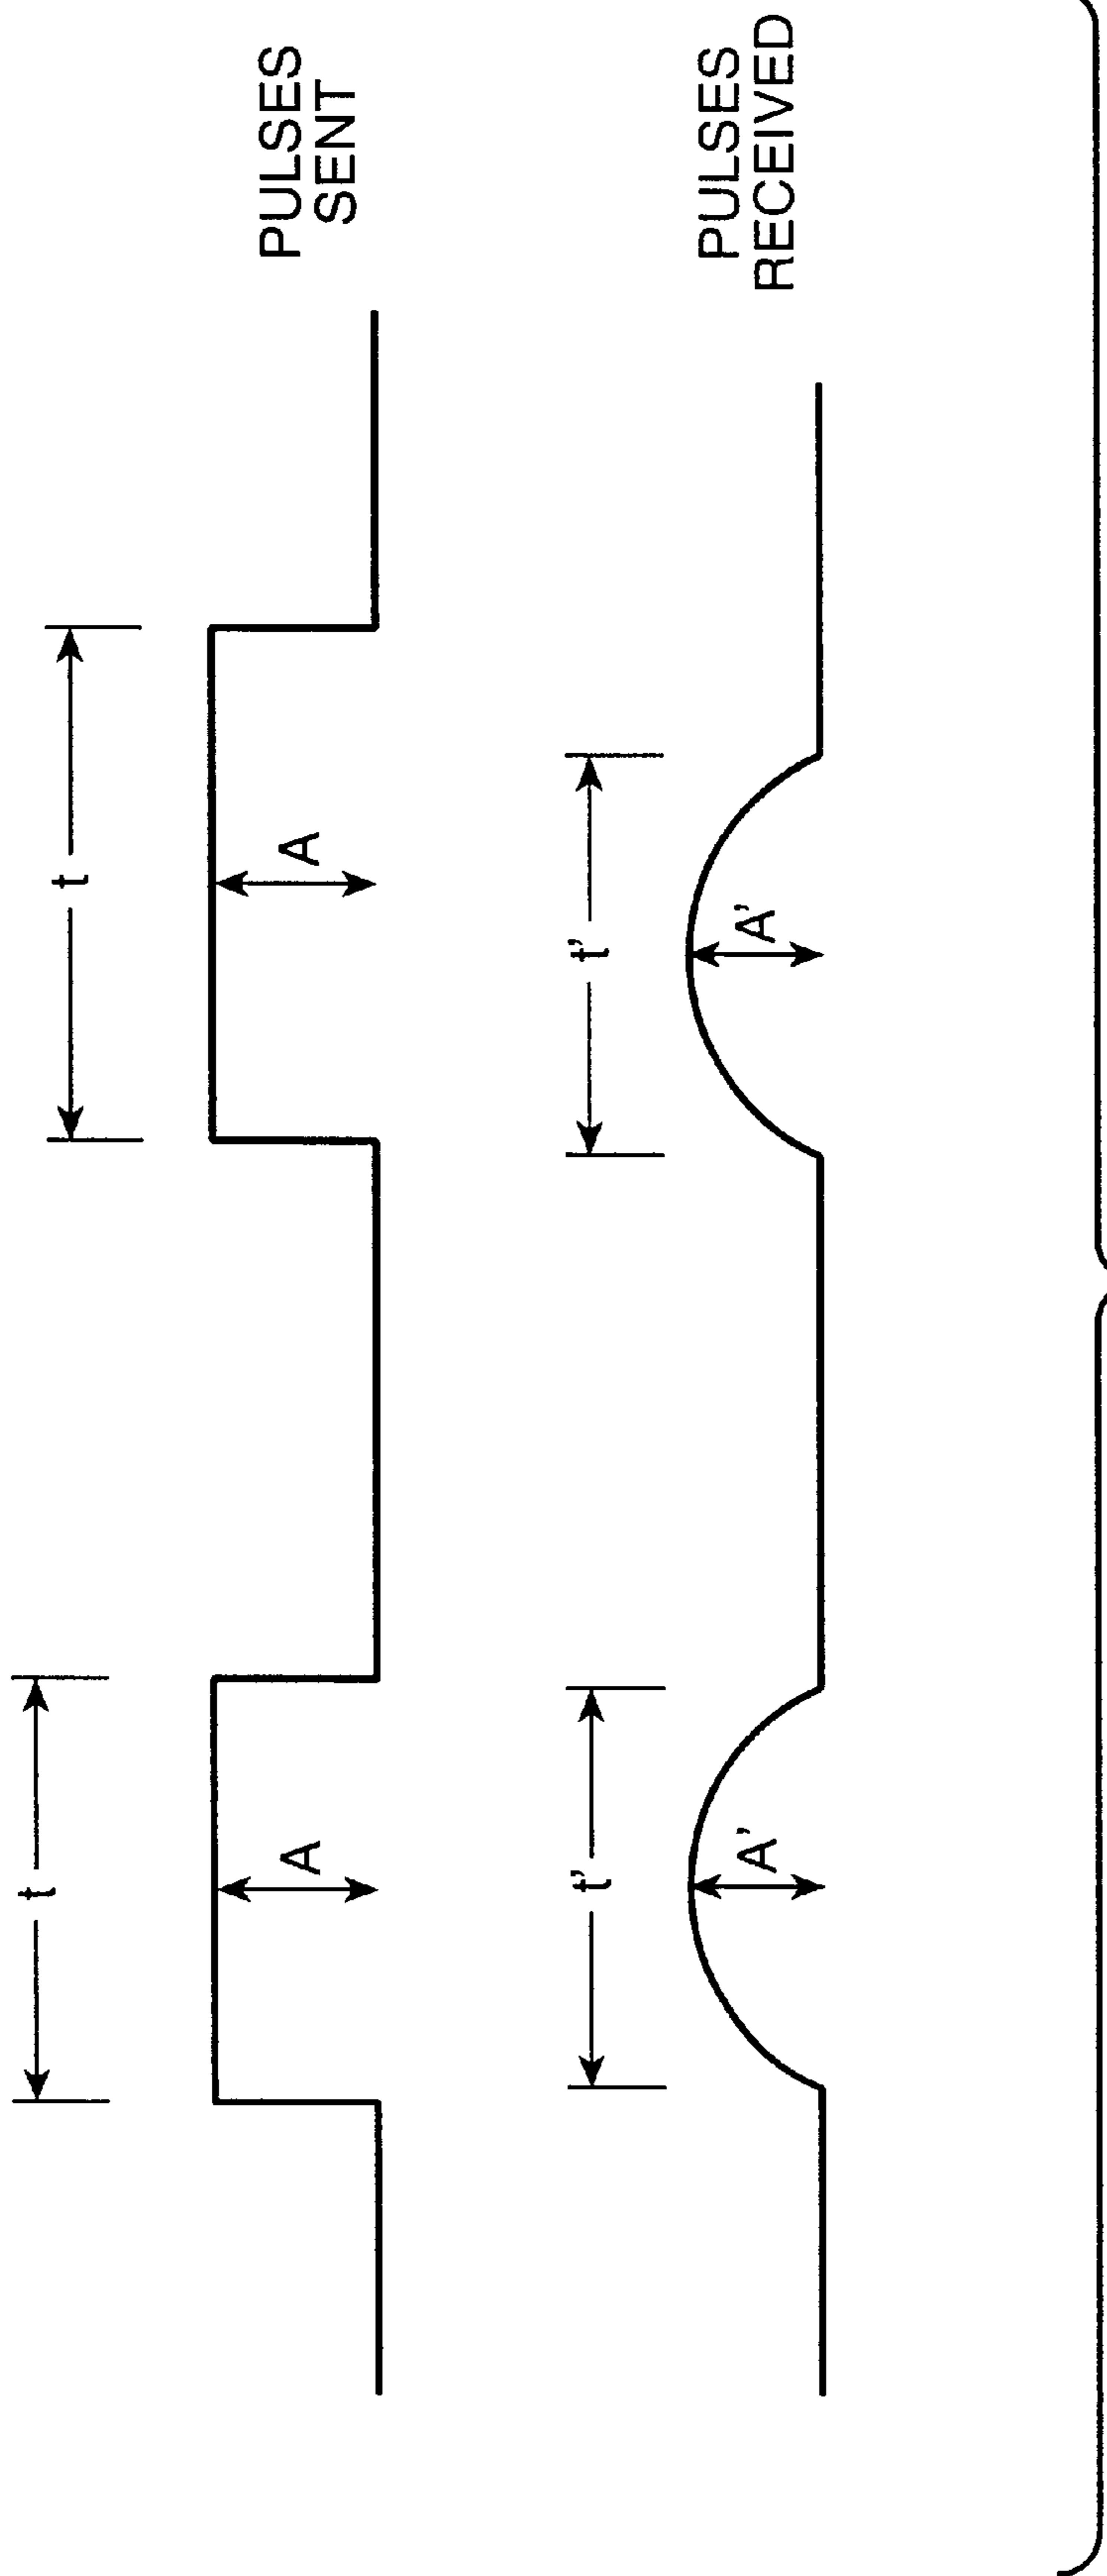 t
t
A
A
PULSES
SENT
t'
t'
A'
A'
PULSES
RECEIVED